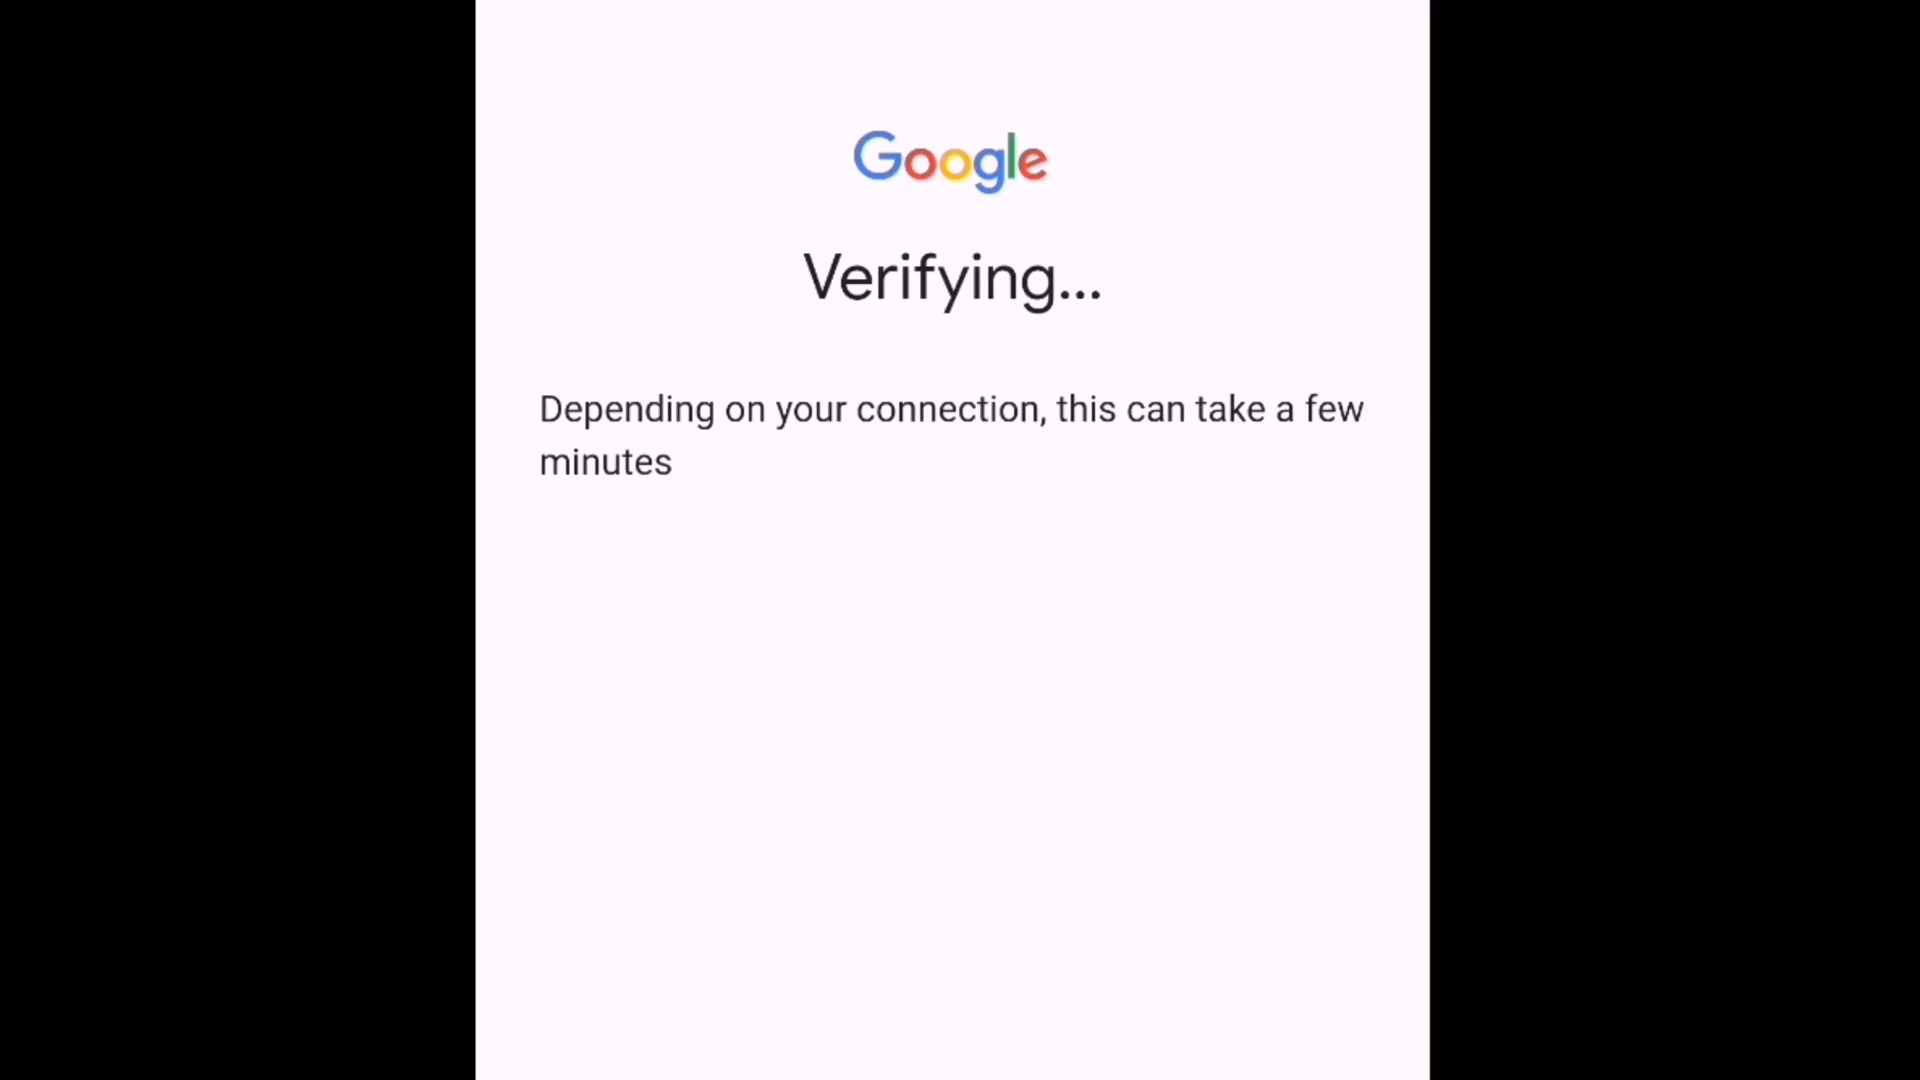 Google
Verifying...
Depending on your connection, this can take a few
minutes